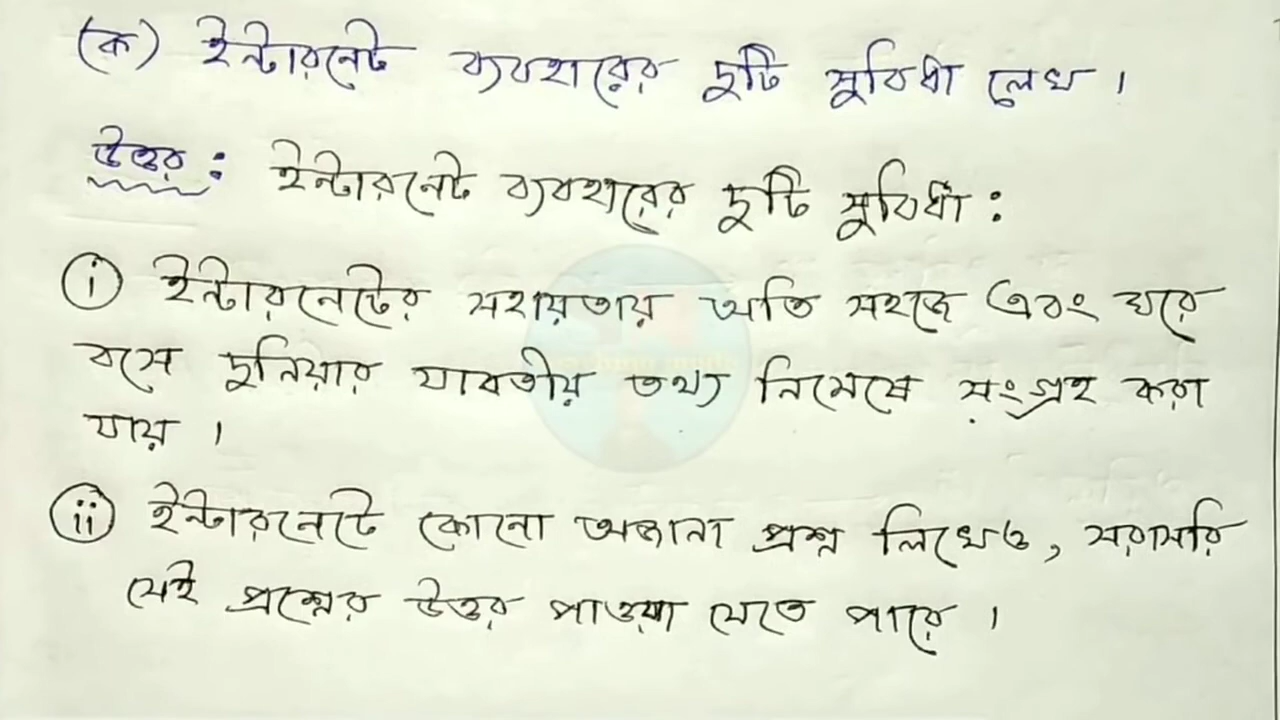 (ক) ইন্টারনেট ব্যবহারের দুটি সুবিধা লেখ ।
উত্তর : ইন্টারনেট ব্যবহারের দুটি সুবিধা :
i ইন্টারনেটের সহায়তায় অতি সহজে এবং ঘরে
বসে দুনিয়ার যাবতীয় তথ্য নিমেষে সংগ্রহ করা
যায় ।
ii ইন্টারনেটে কোনো অজানা প্রশ্ন লিখেও, সরাসরি
সেই প্রশ্নের উত্তর পাওয়া যেতে পারে ।